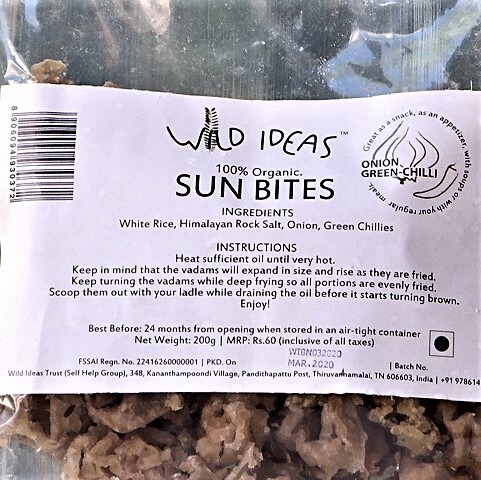 WILD IDEAS™
100% Organic.
SUN BITES
Great as a snack, as an appetizer, with soups or with your regular meal.
ONION
GREEN-CHILLI
INGREDIENTS
White Rice, Himalayan Rock Salt, Onion, Green Chillies
INSTRUCTIONS
Heat sufficient oil until very hot.
Keep in mind that the vadams will expand in size and rise as they are fried.
Keep turning the vadams while deep frying so all portions are evenly fried.
Scoop them out with your ladle while draining the oil before it starts turning brown.
Enjoy!
Best Before: 24 months from opening when stored in an air-tight container
Net Weight: 200g | MRP: Rs.60 (inclusive of all taxes)
WIBN032020
FSSAI Regn. No. 22416260000001 | PKD. On MAR.2020 | Batch No.
Wild Ideas Trust (Self Help Group), 348, Kananthampoondi Village, Pandithapattu Post, Thiruvannamalai, TN 606603, India | +91 978614
8906094193637​2